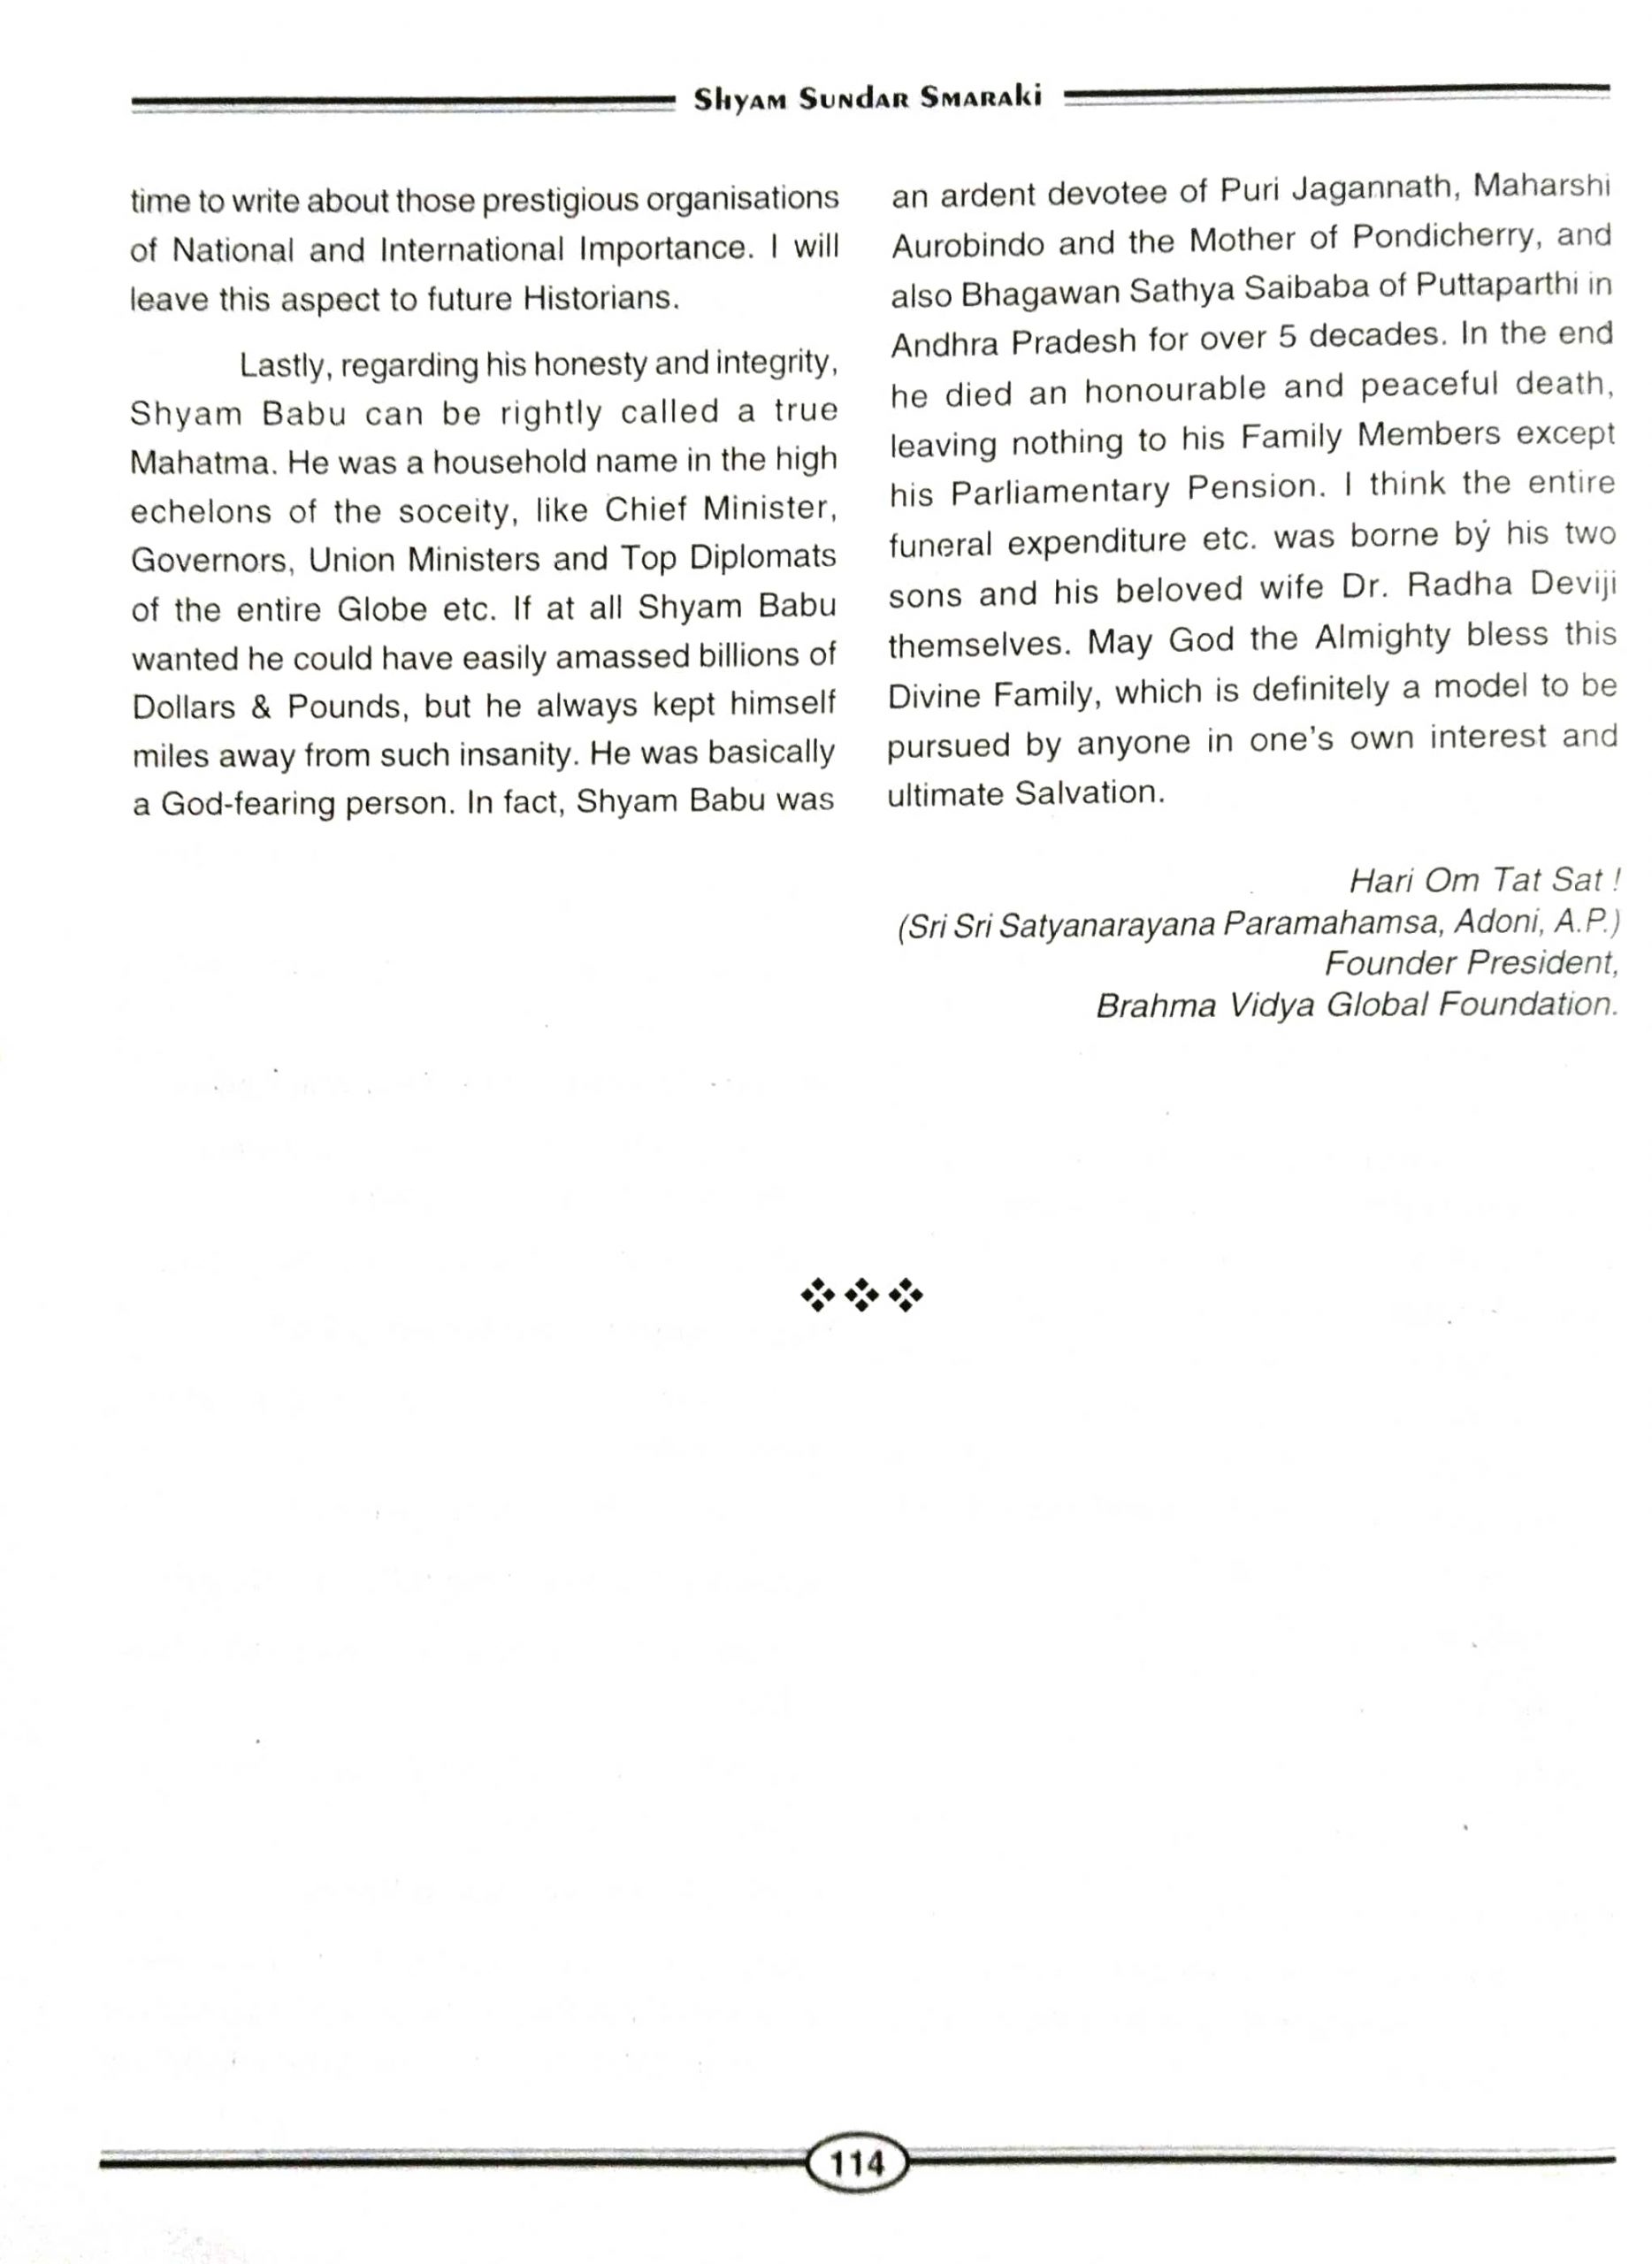 Shyam Sundar Smaraki
time to write about those prestigious organisations
of National and International Importance. I will
leave this aspect to future Historians.
Lastly, regarding his honesty and integrity,
Shyam Babu can be rightly called a true
Mahatma. He was a household name in the high
echelons of the soceity, like Chief Minister,
Governors, Union Ministers and Top Diplomats
of the entire Globe etc. If at all Shyam Babu
wanted he could have easily amassed billions of
Dollars & Pounds, but he always kept himself
miles away from such insanity. He was basically
a God-fearing person. In fact, Shyam Babu was
an ardent devotee of Puri Jagannath, Maharshi
Aurobindo and the Mother of Pondicherry, and
also Bhagawan Sathya Saibaba of Puttaparthi in
Andhra Pradesh for over 5 decades. In the end
he died an honourable and peaceful death,
leaving nothing to his Family Members except
his Parliamentary Pension. I think the entire
funeral expenditure etc. was borne by his two
sons and his beloved wife Dr. Radha Deviji
themselves. May God the Almighty bless this
Divine Family, which is definitely a model to be
pursued by anyone in one's own interest and
ultimate Salvation.
Hari Om Tat Sat !
(Sri Sri Satyanarayana Paramahamsa, Adoni, A.P.)
Founder President,
Brahma Vidya Global Foundation.
114